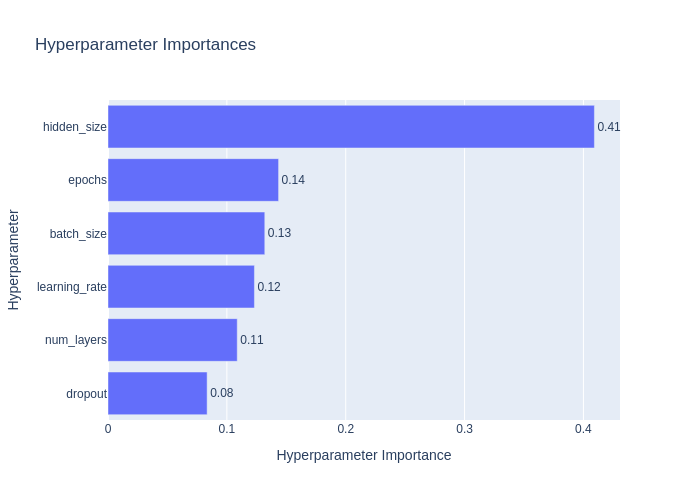 Hyperparameter Importances
Hyperparameter
hidden_size 0.41
epochs 0.14
batch_size 0.13
learning_rate 0.12
num_layers 0.11
dropout 0.08
0 0.1 0.2 0.3 0.4
Hyperparameter Importance